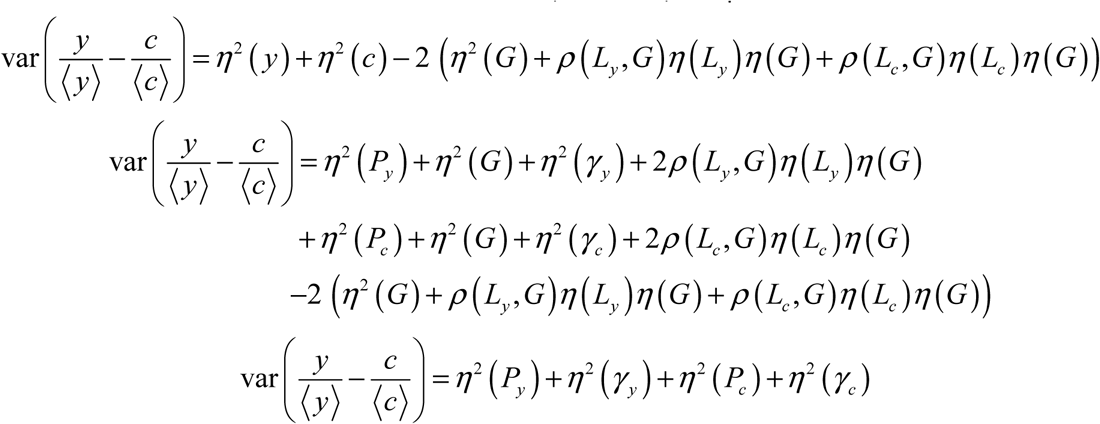 var(y/⟨y⟩ − c/⟨c⟩) = η²(y) + η²(c) − 2(η²(G) + ρ(L_y, G)η(L_y)η(G) + ρ(L_c, G)η(L_c)η(G))
var(y/⟨y⟩ − c/⟨c⟩) = η²(P_y) + η²(G) + η²(γ_y) + 2ρ(L_y, G)η(L_y)η(G)
+ η²(P_c) + η²(G) + η²(γ_c) + 2ρ(L_c, G)η(L_c)η(G)
−2(η²(G) + ρ(L_y, G)η(L_y)η(G) + ρ(L_c, G)η(L_c)η(G))
var(y/⟨y⟩ − c/⟨c⟩) = η²(P_y) + η²(γ_y) + η²(P_c) + η²(γ_c)